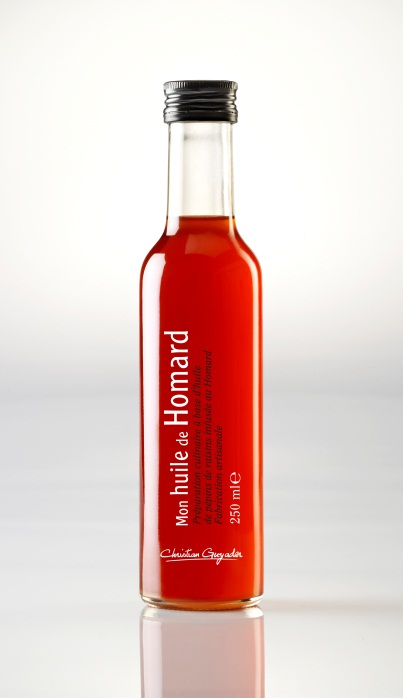 Mon huile de Homard
Préparation culinaire à base d'huile
de pépins de raisins infusée au Homard
Fabrication artisanale
250 ml℮
Christian Guyader